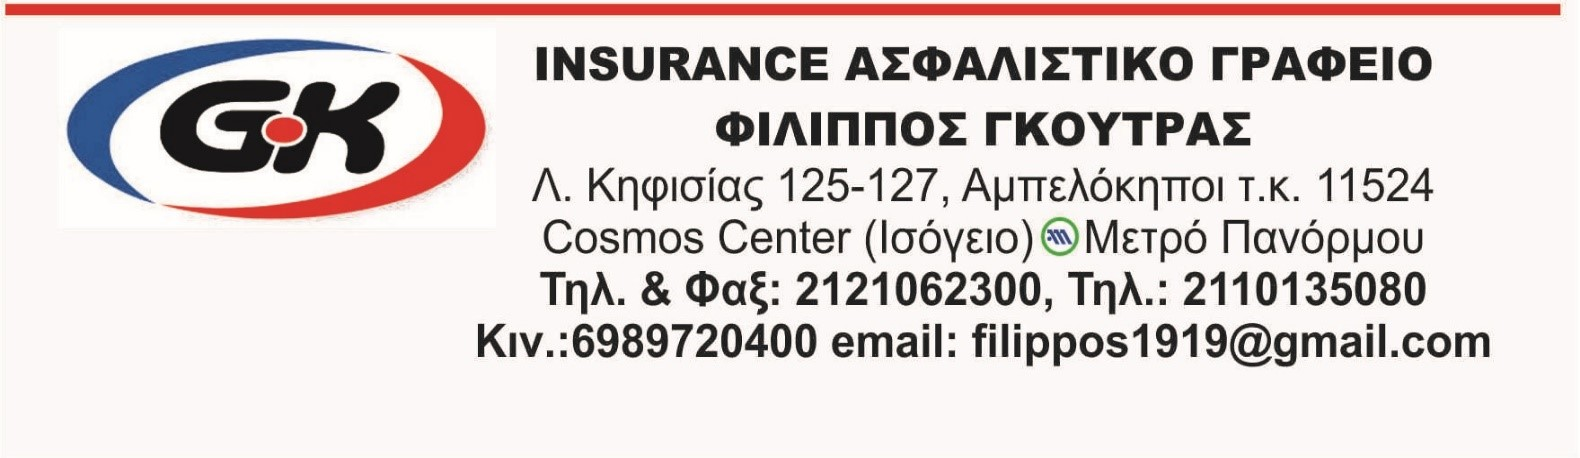 GK
INSURANCE ΑΣΦΑΛΙΣΤΙΚΟ ΓΡΑΦΕΙΟ
ΦΙΛΙΠΠΟΣ ΓΚΟΥΤΡΑΣ
Λ. Κηφισίας 125-127, Αμπελόκηποι τ.κ. 11524
Cosmos Center (Ισόγειο) Μετρό Πανόρμου
Τηλ. & Φαξ: 2121062300, Τηλ.: 2110135080
Κιν.:6989720400 email: filippos1919@gmail.com